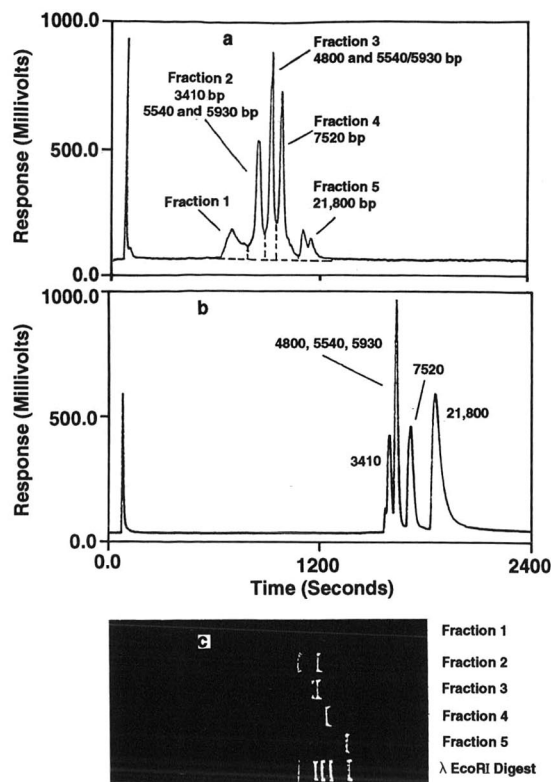 a
Response (Millivolts)
1000.0
500.0
0.0
Fraction 1
Fraction 2
3410 bp
5540 and 5930 bp
Fraction 3
4800 and 5540/5930 bp
Fraction 4
7520 bp
Fraction 5
21,800 bp
b
Response (Millivolts)
1000.0
500.0
0.0
3410
4800, 5540, 5930
7520
21,800
0.0
1200
2400
Time (Seconds)
c
Fraction 1
Fraction 2
Fraction 3
Fraction 4
Fraction 5
λ EcoRI Digest